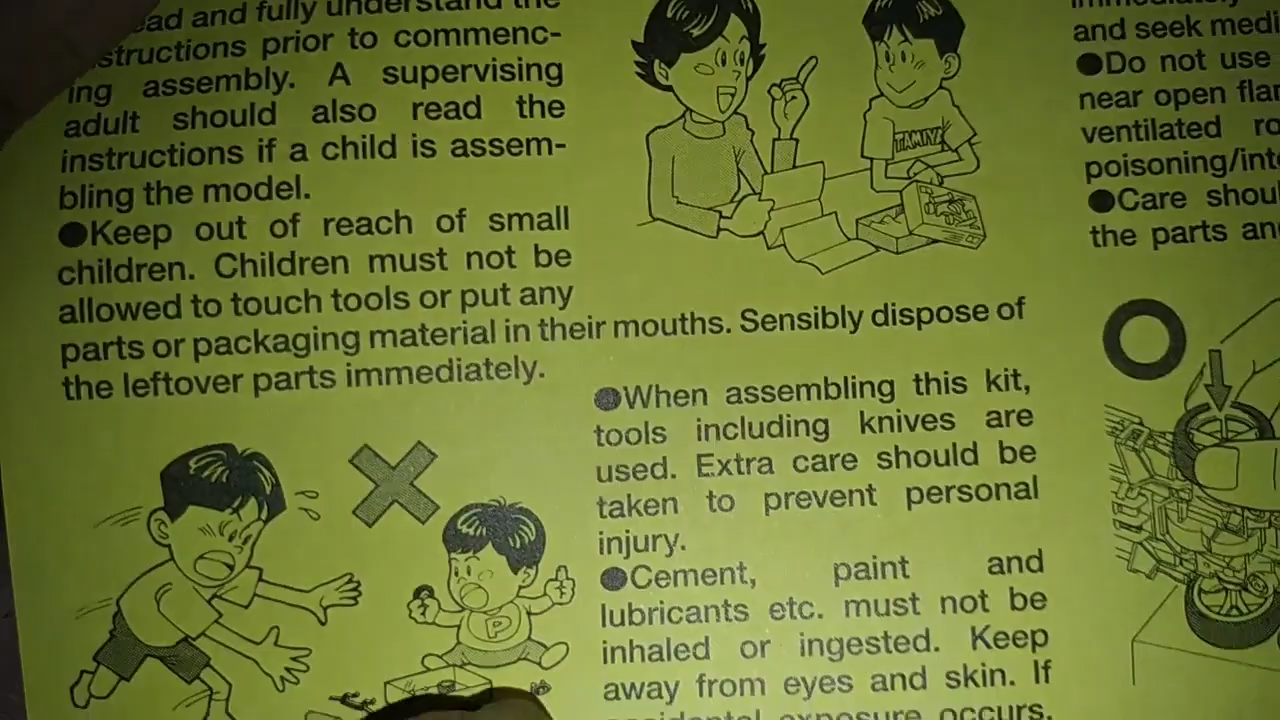 and fully understand the
structions prior to commenc-
ing assembly. A supervising
adult should also read the
instructions if a child is assem-
bling the model.
●Keep out of reach of small
children. Children must not be
allowed to touch tools or put any
parts or packaging material in their mouths. Sensibly dispose of
the leftover parts immediately.
TAMIYA
●When assembling this kit,
tools including knives are
used. Extra care should be
taken to prevent personal
injury.
●Cement, paint and
lubricants etc. must not be
inhaled or ingested. Keep
away from eyes and skin. If
exposure occurs,
P
and seek medi
●Do not use
near open flar
ventilated ro
poisoning/int
●Care shoul
the parts an